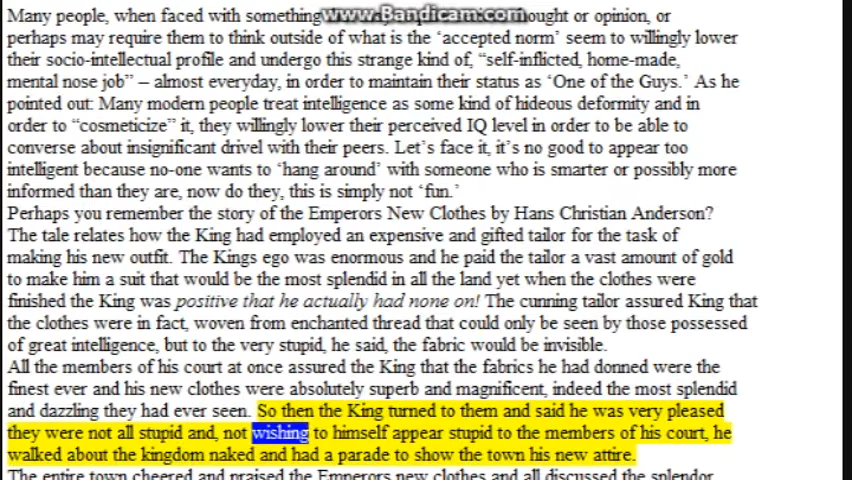 www.Bandicam.com
Many people, when faced with something ought or opinion, or
perhaps may require them to think outside of what is the ‘accepted norm’ seem to willingly lower
their socio-intellectual profile and undergo this strange kind of, “self-inflicted, home-made,
mental nose job” – almost everyday, in order to maintain their status as ‘One of the Guys.’ As he
pointed out: Many modern people treat intelligence as some kind of hideous deformity and in
order to “cosmeticize” it, they willingly lower their perceived IQ level in order to be able to
converse about insignificant drivel with their peers. Let’s face it, it’s no good to appear too
intelligent because no-one wants to ‘hang around’ with someone who is smarter or possibly more
informed than they are, now do they, this is simply not ‘fun.’
Perhaps you remember the story of the Emperors New Clothes by Hans Christian Anderson?
The tale relates how the King had employed an expensive and gifted tailor for the task of
making his new outfit. The Kings ego was enormous and he paid the tailor a vast amount of gold
to make him a suit that would be the most splendid in all the land yet when the clothes were
finished the King was positive that he actually had none on! The cunning tailor assured King that
the clothes were in fact, woven from enchanted thread that could only be seen by those possessed
of great intelligence, but to the very stupid, he said, the fabric would be invisible.
All the members of his court at once assured the King that the fabrics he had donned were the
finest ever and his new clothes were absolutely superb and magnificent, indeed the most splendid
and dazzling they had ever seen. So then the King turned to them and said he was very pleased
they were not all stupid and, not wishing to himself appear stupid to the members of his court, he
walked about the kingdom naked and had a parade to show the town his new attire.
The entire town cheered and praised the Emperors new clothes and all discussed the splendor